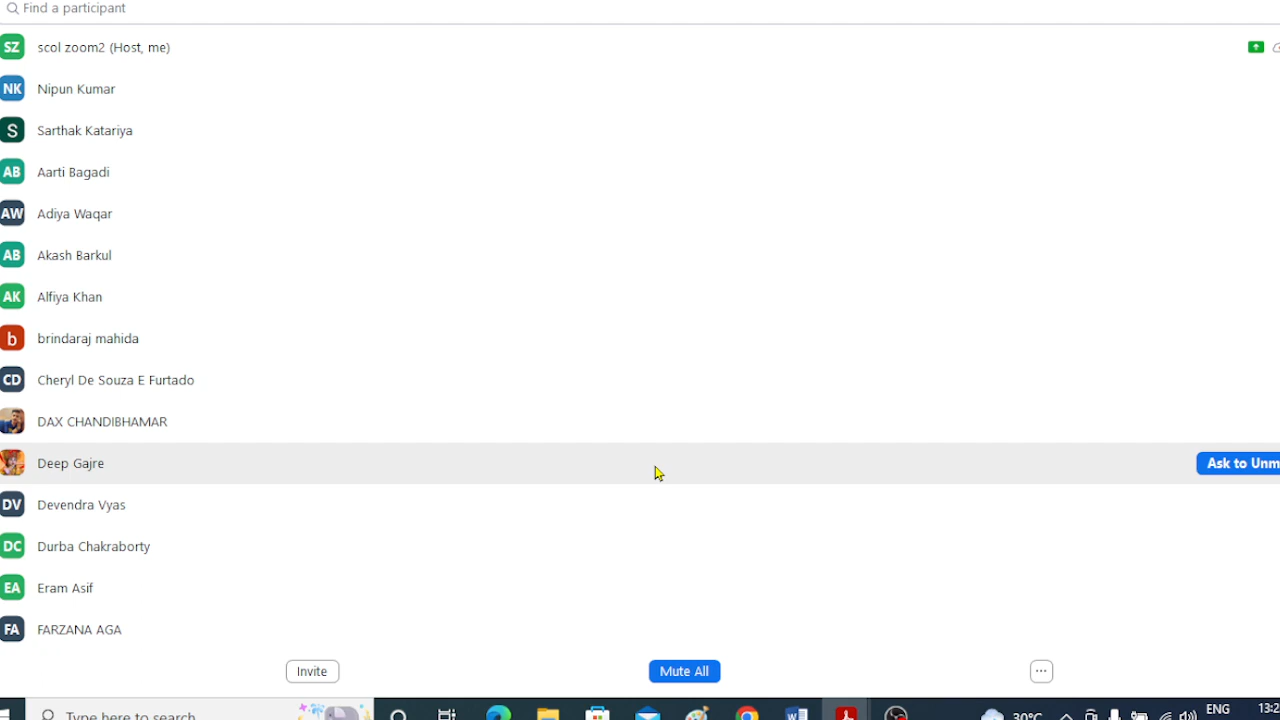 Find a participant
SZ scol zoom2 (Host, me)
NK Nipun Kumar
S Sarthak Katariya
AB Aarti Bagadi
AW Adiya Waqar
AB Akash Barkul
AK Alfiya Khan
b brindaraj mahida
CD Cheryl De Souza E Furtado
DAX CHANDIBHAMAR
Deep Gajre
Ask to Unm
DV Devendra Vyas
DC Durba Chakraborty
EA Eram Asif
FA FARZANA AGA
Invite
Mute All
...
Type here to search
30°C
ENG
13:2